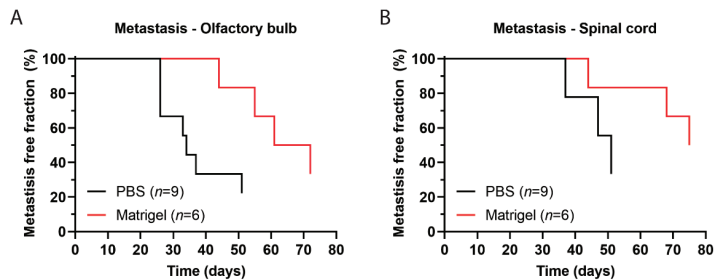 A
Metastasis - Olfactory bulb
Metastisis free fraction (%)
100
80
60
40
20
0
PBS (n=9)
Matrigel (n=6)
0 10 20 30 40 50 60 70 80
Time (days)
B
Metastasis - Spinal cord
Metastasis free fraction (%)
100
80
60
40
20
0
PBS (n=9)
Matrigel (n=6)
0 10 20 30 40 50 60 70 80
Time (days)